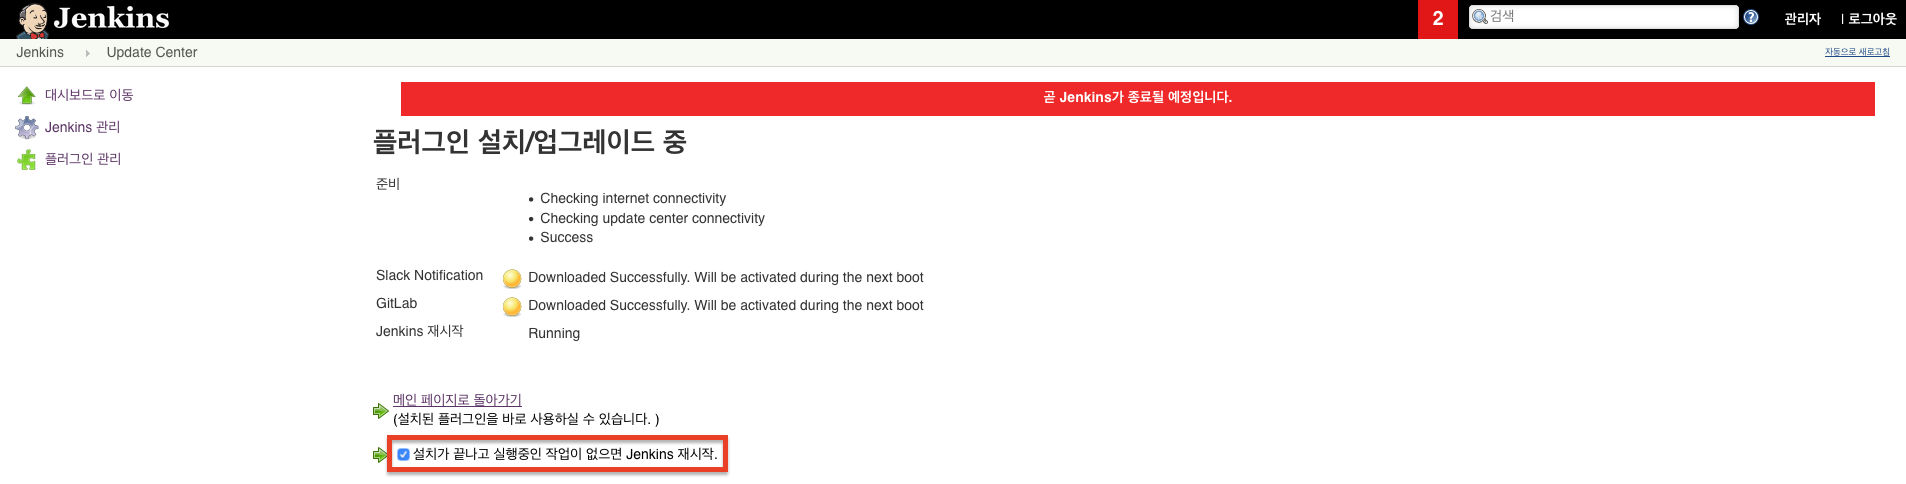 Jenkins
2
검색
?
관리자
| 로그아웃
Jenkins
Update Center
자동으로 새로고침
대시보드로 이동
Jenkins 관리
플러그인 관리
곧 Jenkins가 종료될 예정입니다.
플러그인 설치/업그레이드 중
준비
• Checking internet connectivity
• Checking update center connectivity
• Success
Slack Notification Downloaded Successfully. Will be activated during the next boot
GitLab Downloaded Successfully. Will be activated during the next boot
Jenkins 재시작 Running
메인 페이지로 돌아가기
(설치된 플러그인을 바로 사용하실 수 있습니다. )
설치가 끝나고 실행중인 작업이 없으면 Jenkins 재시작.